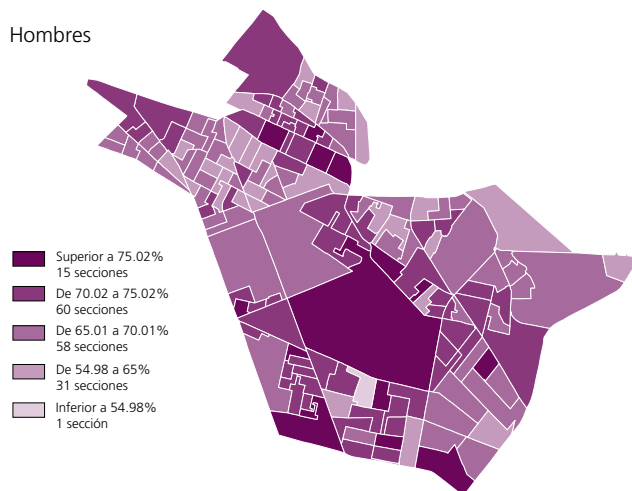 Hombres
Superior a 75.02%
15 secciones
De 70.02 a 75.02%
60 secciones
De 65.01 a 70.01%
58 secciones
De 54.98 a 65%
31 secciones
Inferior a 54.98%
1 sección